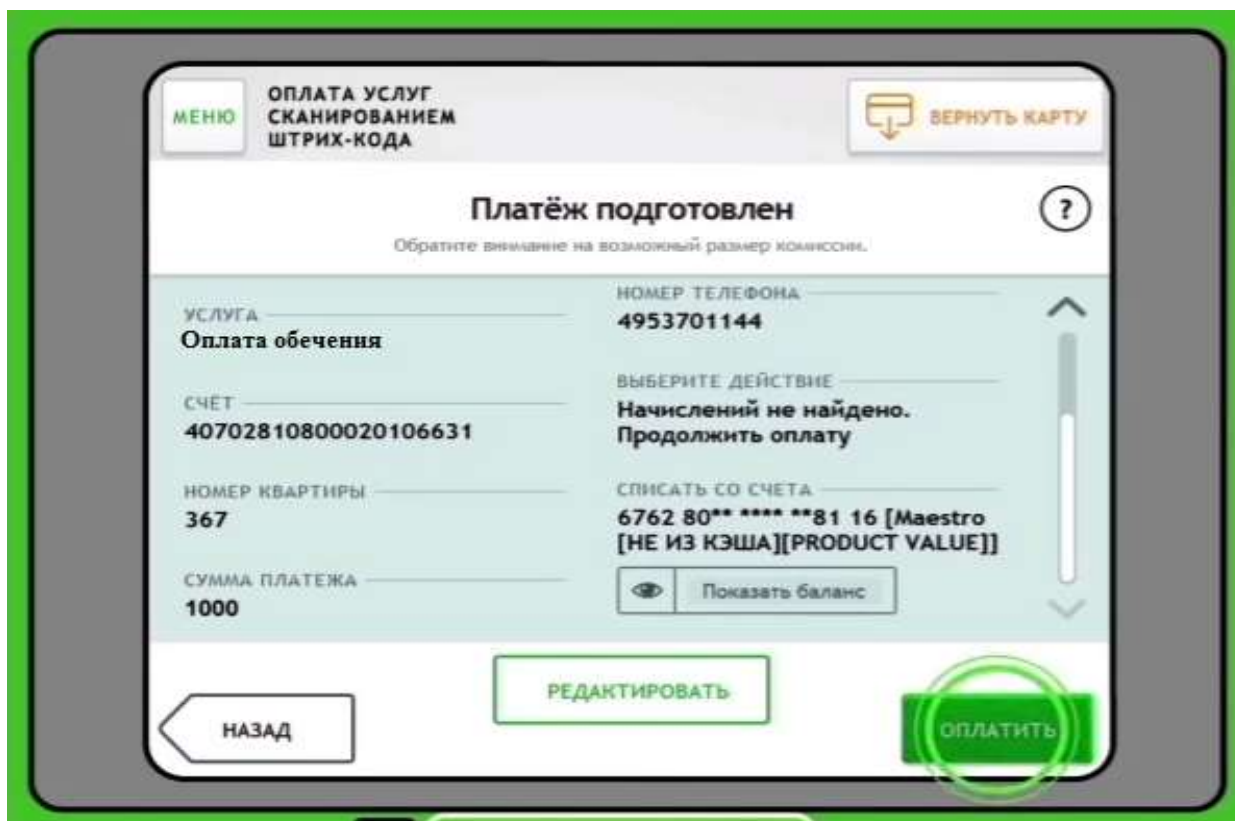 МЕНЮ
ОПЛАТА УСЛУГ
СКАНИРОВАНИЕМ
ШТРИХ-КОДА
ВЕРНУТЬ КАРТУ
Платёж подготовлен
?
Обратите внимание на возможный размер комиссии.
УСЛУГА
Оплата обечения
СЧЁТ
40702810800020106631
НОМЕР КВАРТИРЫ
367
СУММА ПЛАТЕЖА
1000
НОМЕР ТЕЛЕФОНА
4953701144
ВЫБЕРИТЕ ДЕЙСТВИЕ
Начислений не найдено.
Продолжить оплату
СПИСАТЬ СО СЧЕТА
6762 80** **** **81 16 [Maestro
[НЕ ИЗ КЭША][PRODUCT VALUE]]
Показать баланс
НАЗАД
РЕДАКТИРОВАТЬ
ОПЛАТИТЬ